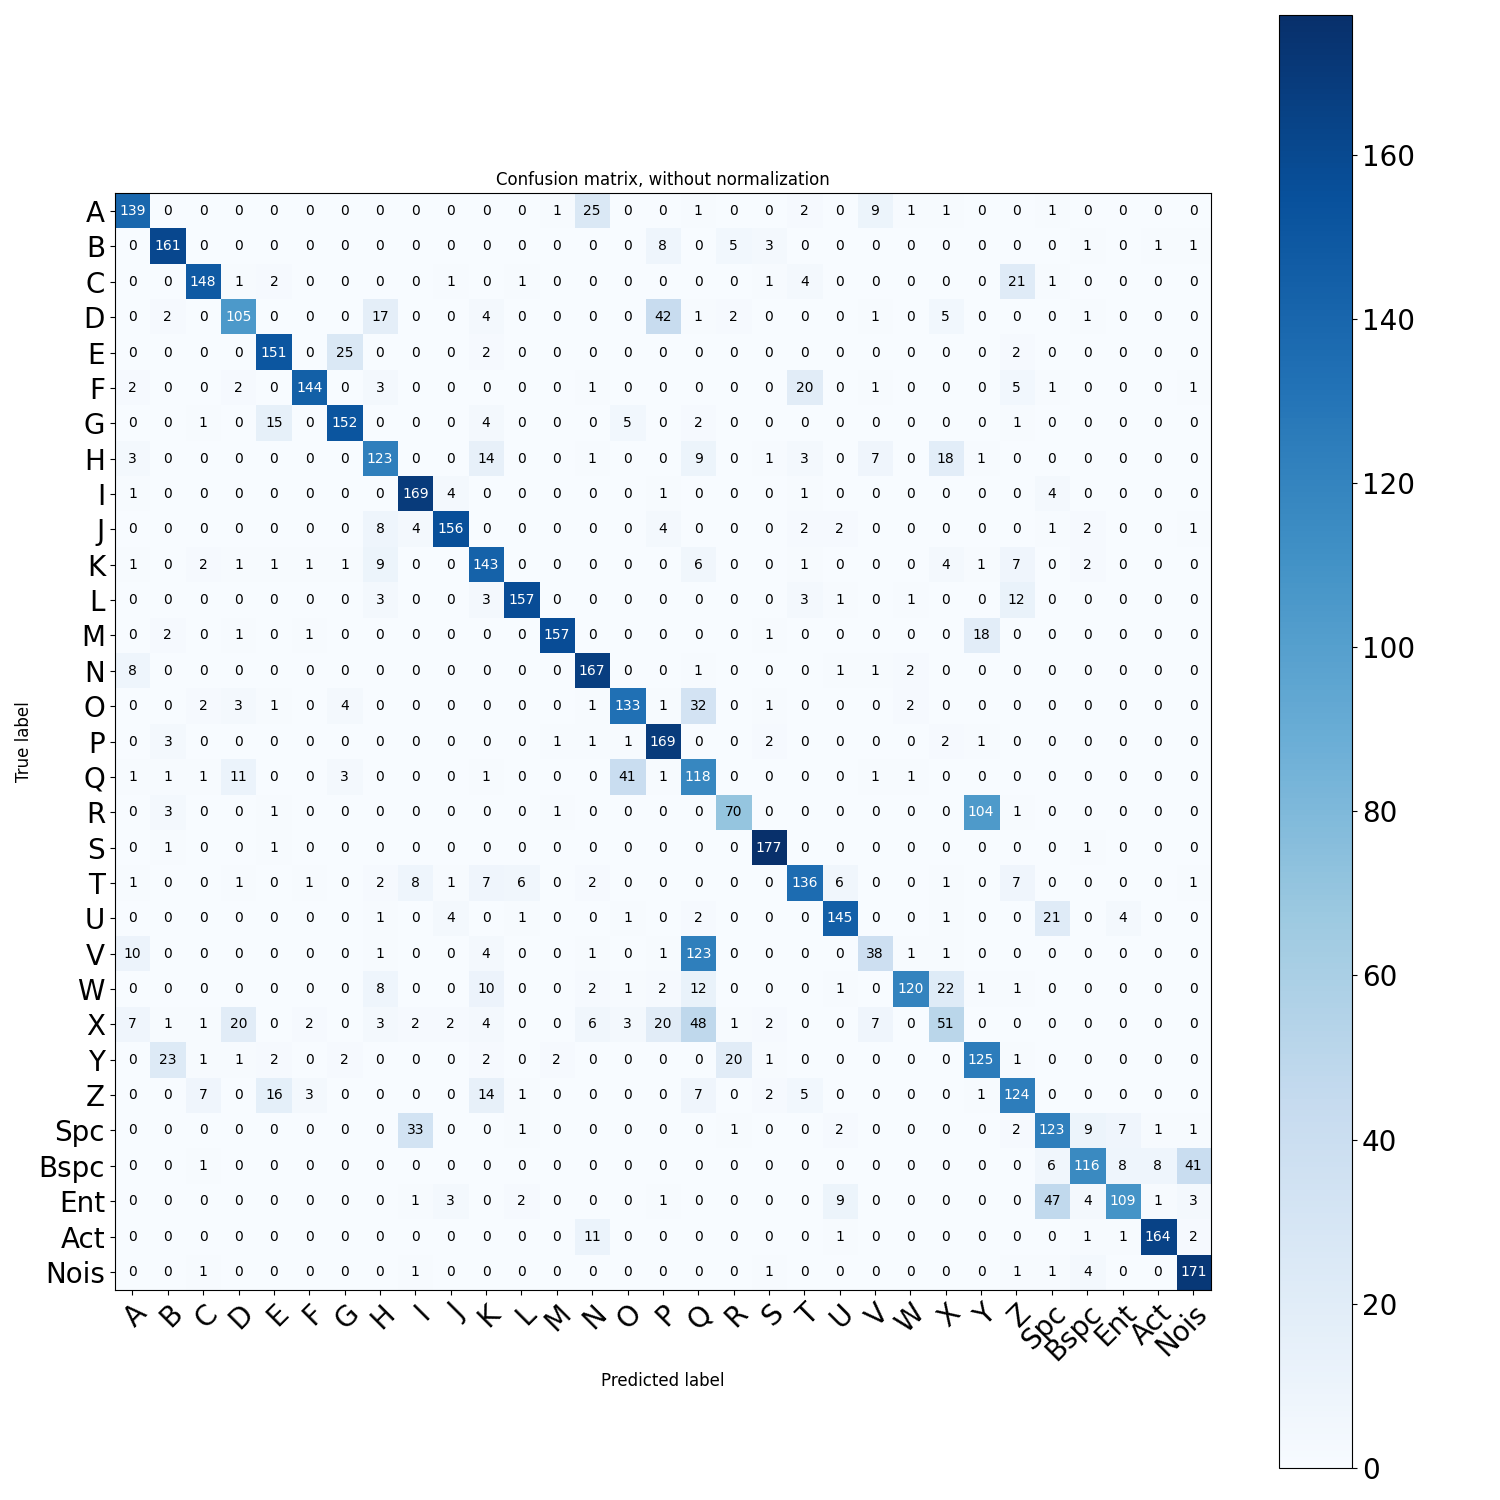 Confusion matrix, without normalization
A 139 0 0 0 0 0 0 0 0 0 0 0 1 25 0 0 1 0 0 2 0 9 1 1 0 0 1 0 0 0 0
B 0 161 0 0 0 0 0 0 0 0 0 0 0 0 0 8 0 5 3 0 0 0 0 0 0 0 0 1 0 1 1
C 0 0 148 1 2 0 0 0 0 1 0 1 0 0 0 0 0 0 1 4 0 0 0 0 0 21 1 0 0 0 0
D 0 2 0 105 0 0 0 17 0 0 4 0 0 0 0 42 1 2 0 0 0 1 0 5 0 0 0 1 0 0 0
E 0 0 0 0 151 0 25 0 0 0 2 0 0 0 0 0 0 0 0 0 0 0 0 0 0 2 0 0 0 0 0
F 2 0 0 2 0 144 0 3 0 0 0 0 0 1 0 0 0 0 0 20 0 1 0 0 0 5 1 0 0 0 1
G 0 0 1 0 15 0 152 0 0 0 4 0 0 0 5 0 2 0 0 0 0 0 0 0 0 1 0 0 0 0 0
H 3 0 0 0 0 0 0 123 0 0 14 0 0 1 0 0 9 0 1 3 0 7 0 18 1 0 0 0 0 0 0
I 1 0 0 0 0 0 0 0 169 4 0 0 0 0 0 1 0 0 0 1 0 0 0 0 0 0 4 0 0 0 0
J 0 0 0 0 0 0 0 8 4 156 0 0 0 0 0 4 0 0 0 2 2 0 0 0 0 0 1 2 0 0 1
K 1 0 2 1 1 1 1 9 0 0 143 0 0 0 0 0 6 0 0 1 0 0 0 4 1 7 0 2 0 0 0
L 0 0 0 0 0 0 0 3 0 0 3 157 0 0 0 0 0 0 0 3 1 0 1 0 0 12 0 0 0 0 0
M 0 2 0 1 0 1 0 0 0 0 0 0 157 0 0 0 0 0 1 0 0 0 0 0 18 0 0 0 0 0 0
N 8 0 0 0 0 0 0 0 0 0 0 0 0 167 0 0 1 0 0 0 1 1 2 0 0 0 0 0 0 0 0
O 0 0 2 3 1 0 4 0 0 0 0 0 0 1 133 1 32 0 1 0 0 0 2 0 0 0 0 0 0 0 0
P 0 3 0 0 0 0 0 0 0 0 0 0 1 1 1 169 0 0 2 0 0 0 0 2 1 0 0 0 0 0 0
Q 1 1 1 11 0 0 3 0 0 0 1 0 0 0 41 1 118 0 0 0 0 1 1 0 0 0 0 0 0 0 0
R 0 3 0 0 1 0 0 0 0 0 0 0 1 0 0 0 0 70 0 0 0 0 0 0 104 1 0 0 0 0 0
S 0 1 0 0 1 0 0 0 0 0 0 0 0 0 0 0 0 0 177 0 0 0 0 0 0 0 0 1 0 0 0
T 1 0 0 1 0 1 0 2 8 1 7 6 0 2 0 0 0 0 0 136 6 0 0 1 0 7 0 0 0 0 1
U 0 0 0 0 0 0 0 1 0 4 0 1 0 0 1 0 2 0 0 0 145 0 0 1 0 0 21 0 4 0 0
V 10 0 0 0 0 0 0 1 0 0 4 0 0 1 0 1 123 0 0 0 0 38 1 1 0 0 0 0 0 0 0
W 0 0 0 0 0 0 0 8 0 0 10 0 0 2 1 2 12 0 0 0 1 0 120 22 1 1 0 0 0 0 0
X 7 1 1 20 0 2 0 3 2 2 4 0 0 6 3 20 48 1 2 0 0 7 0 51 0 0 0 0 0 0 0
Y 0 23 1 1 2 0 2 0 0 0 2 0 2 0 0 0 0 20 1 0 0 0 0 0 125 1 0 0 0 0 0
Z 0 0 7 0 16 3 0 0 0 0 14 1 0 0 0 0 7 0 2 5 0 0 0 0 1 124 0 0 0 0 0
Spc 0 0 0 0 0 0 0 0 33 0 0 1 0 0 0 0 0 1 0 0 2 0 0 0 0 2 123 9 7 1 1
Bspc 0 0 1 0 0 0 0 0 0 0 0 0 0 0 0 0 0 0 0 0 0 0 0 0 0 0 6 116 8 8 41
Ent 0 0 0 0 0 0 0 0 1 3 0 2 0 0 0 1 0 0 0 0 9 0 0 0 0 0 47 4 109 1 3
Act 0 0 0 0 0 0 0 0 0 0 0 0 0 11 0 0 0 0 0 0 1 0 0 0 0 0 0 1 1 164 2
Nois 0 0 1 0 0 0 0 0 1 0 0 0 0 0 0 0 0 0 1 0 0 0 0 0 0 1 1 4 0 0 171
A B C D E F G H I J K L M N O P Q R S T U V W X Y Z Spc Bspc Ent Act Nois
Predicted label
True label
160
140
120
100
80
60
40
20
0